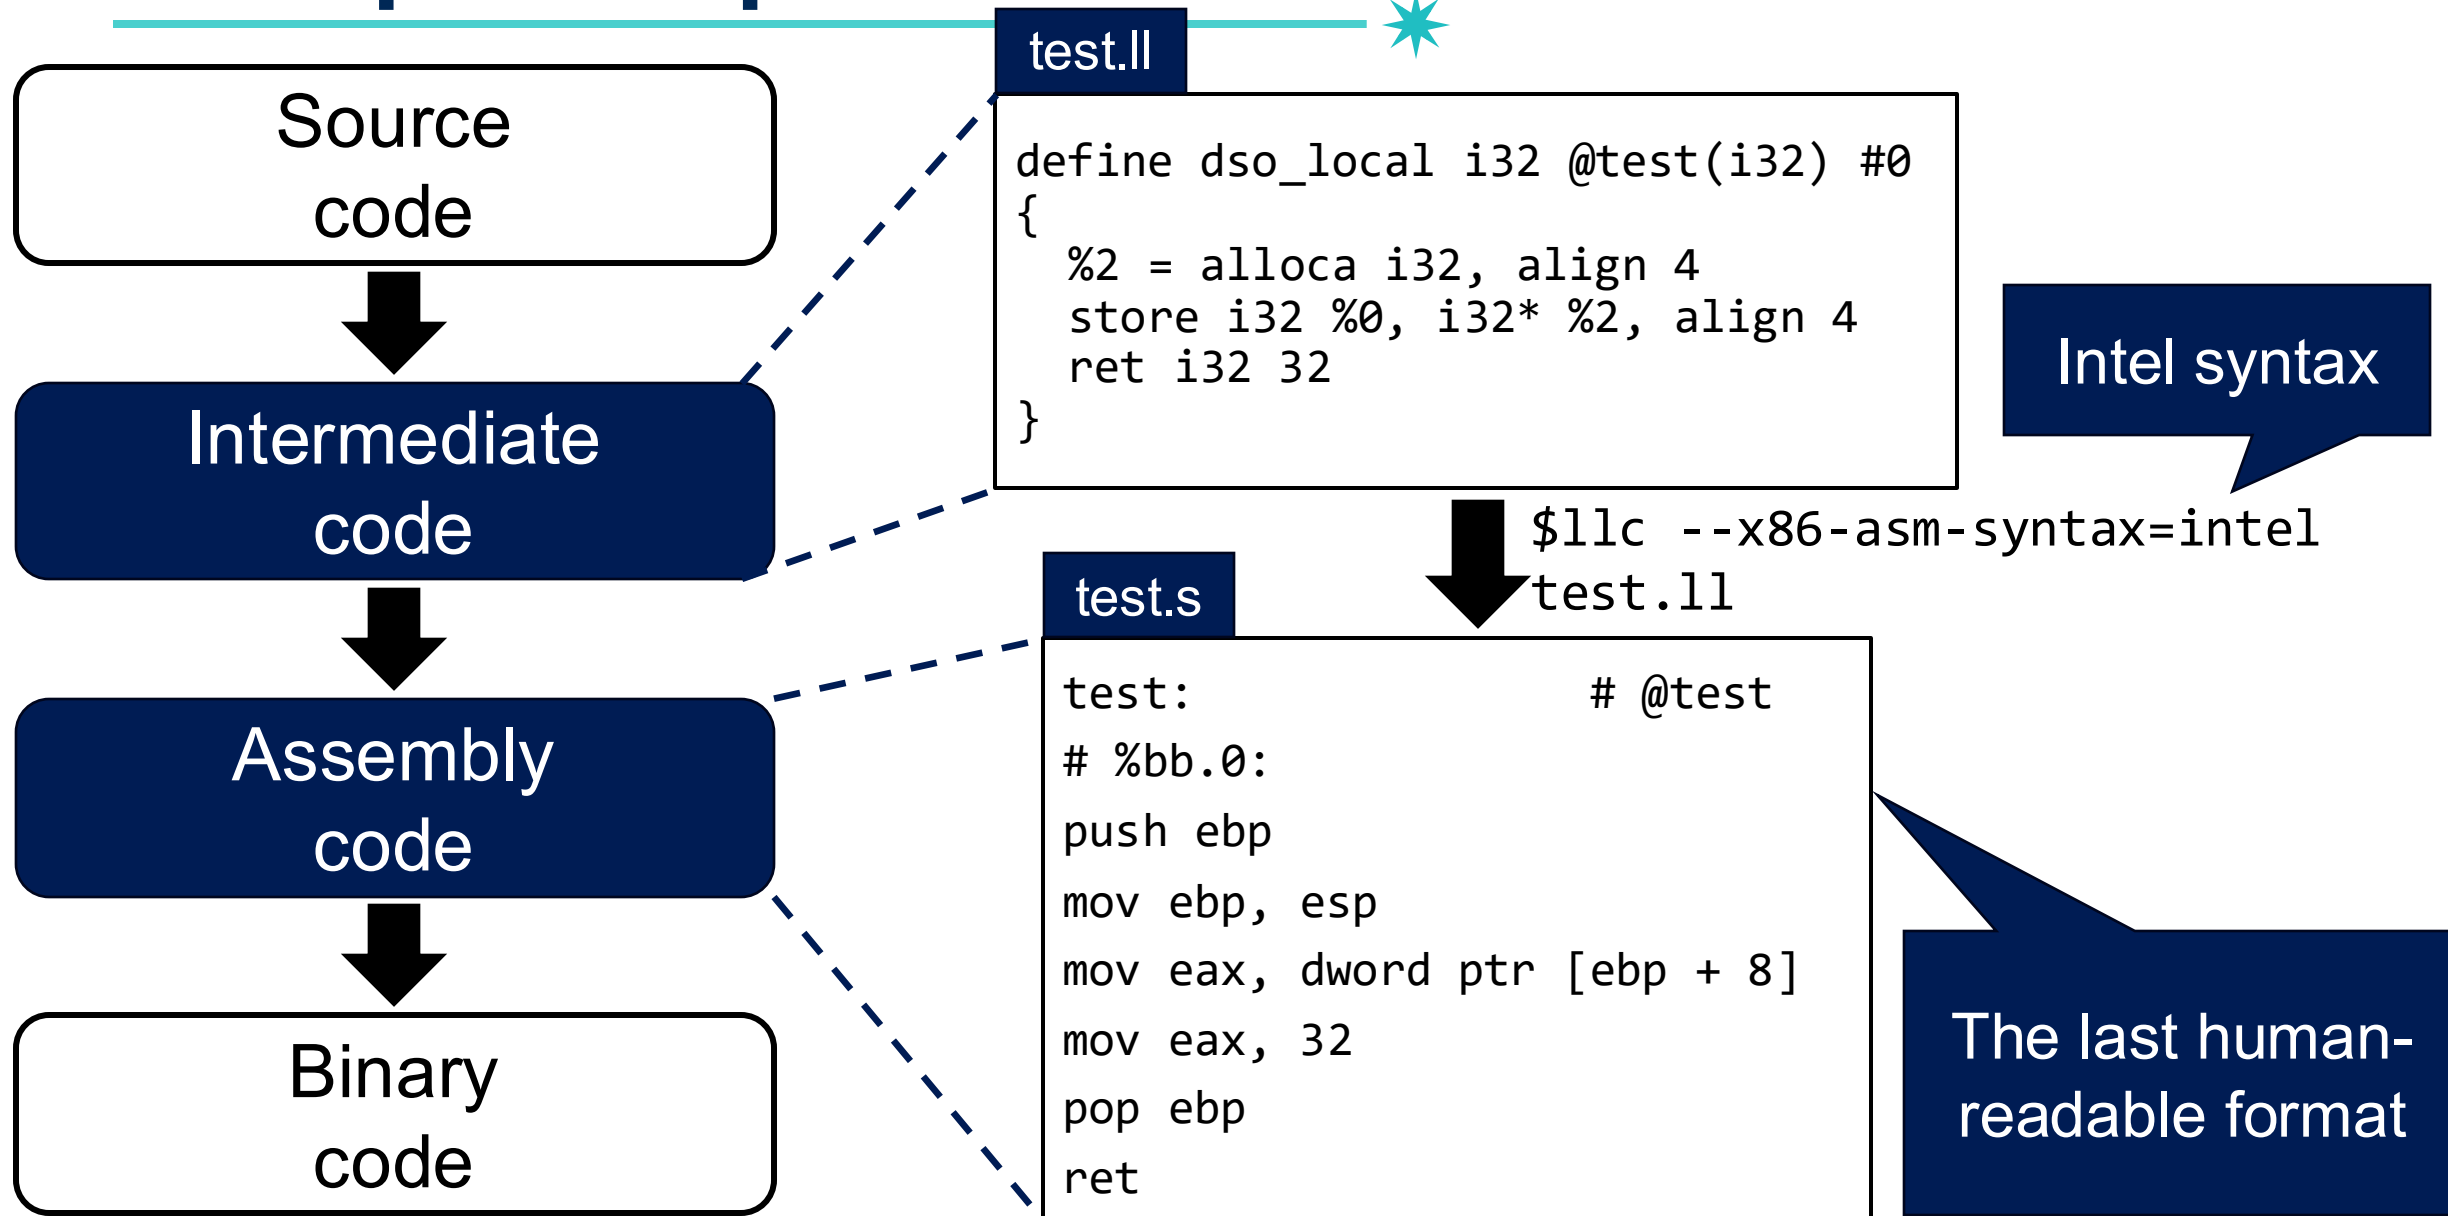 Source
code
Intermediate
code
Assembly
code
Binary
code
test.ll
define dso_local i32 @test(i32) #0
{
  %2 = alloca i32, align 4
  store i32 %0, i32* %2, align 4
  ret i32 32
}
Intel syntax
$llc --x86-asm-syntax=intel
test.ll
test.s
test:               # @test
# %bb.0:
push ebp
mov ebp, esp
mov eax, dword ptr [ebp + 8]
mov eax, 32
pop ebp
ret
The last human-
readable format